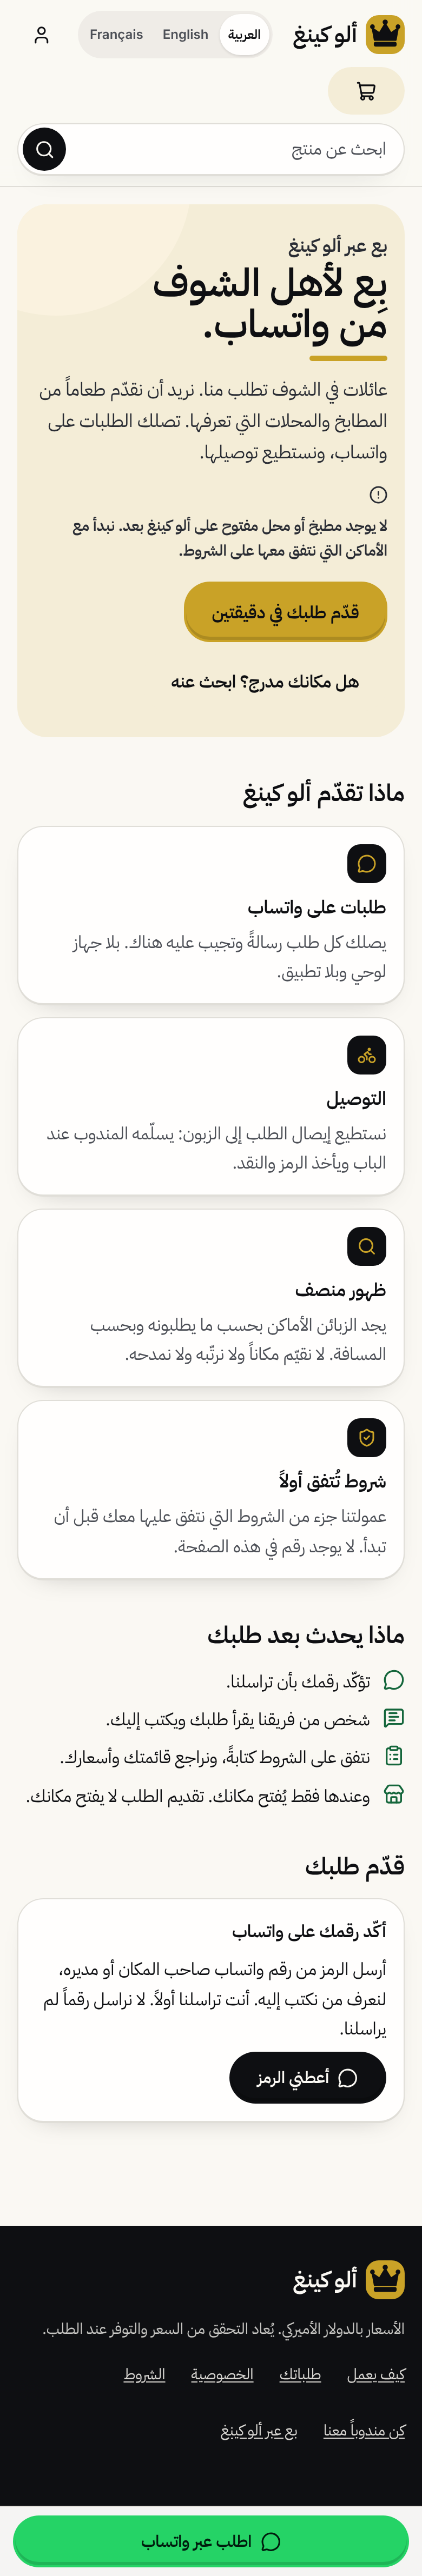 ألو كينغ
العربية
English
Français
ابحث عن منتج
بع عبر ألو كينغ
بِع لأهل الشوف
من واتساب.
عائلات في الشوف تطلب منا. نريد أن نقدّم طعاماً من
المطابخ والمحلات التي تعرفها. تصلك الطلبات على
واتساب، ونستطيع توصيلها.
لا يوجد مطبخ أو محل مفتوح على ألو كينغ بعد. نبدأ مع
الأماكن التي نتفق معها على الشروط.
قدّم طلبك في دقيقتين
هل مكانك مدرج؟ ابحث عنه
ماذا تقدّم ألو كينغ
طلبات على واتساب
يصلك كل طلب رسالةً وتجيب عليه هناك. بلا جهاز
لوحي وبلا تطبيق.
التوصيل
نستطيع إيصال الطلب إلى الزبون: يسلّمه المندوب عند
الباب ويأخذ الرمز والنقد.
ظهور منصف
يجد الزبائن الأماكن بحسب ما يطلبونه وبحسب
المسافة. لا نقيّم مكاناً ولا نرتّبه ولا نمدحه.
شروط تُتفق أولاً
عمولتنا جزء من الشروط التي نتفق عليها معك قبل أن
تبدأ. لا يوجد رقم في هذه الصفحة.
ماذا يحدث بعد طلبك
تؤكّد رقمك بأن تراسلنا.
شخص من فريقنا يقرأ طلبك ويكتب إليك.
نتفق على الشروط كتابةً، ونراجع قائمتك وأسعارك.
وعندها فقط يُفتح مكانك. تقديم الطلب لا يفتح مكانك.
قدّم طلبك
أكّد رقمك على واتساب
أرسل الرمز من رقم واتساب صاحب المكان أو مديره،
لنعرف من نكتب إليه. أنت تراسلنا أولاً. لا نراسل رقماً لم
يراسلنا.
أعطني الرمز
ألو كينغ
الأسعار بالدولار الأميركي. يُعاد التحقق من السعر والتوفر عند الطلب.
كيف يعمل
طلباتك
الخصوصية
الشروط
كن مندوباً معنا
بع عبر ألو كينغ
اطلب عبر واتساب